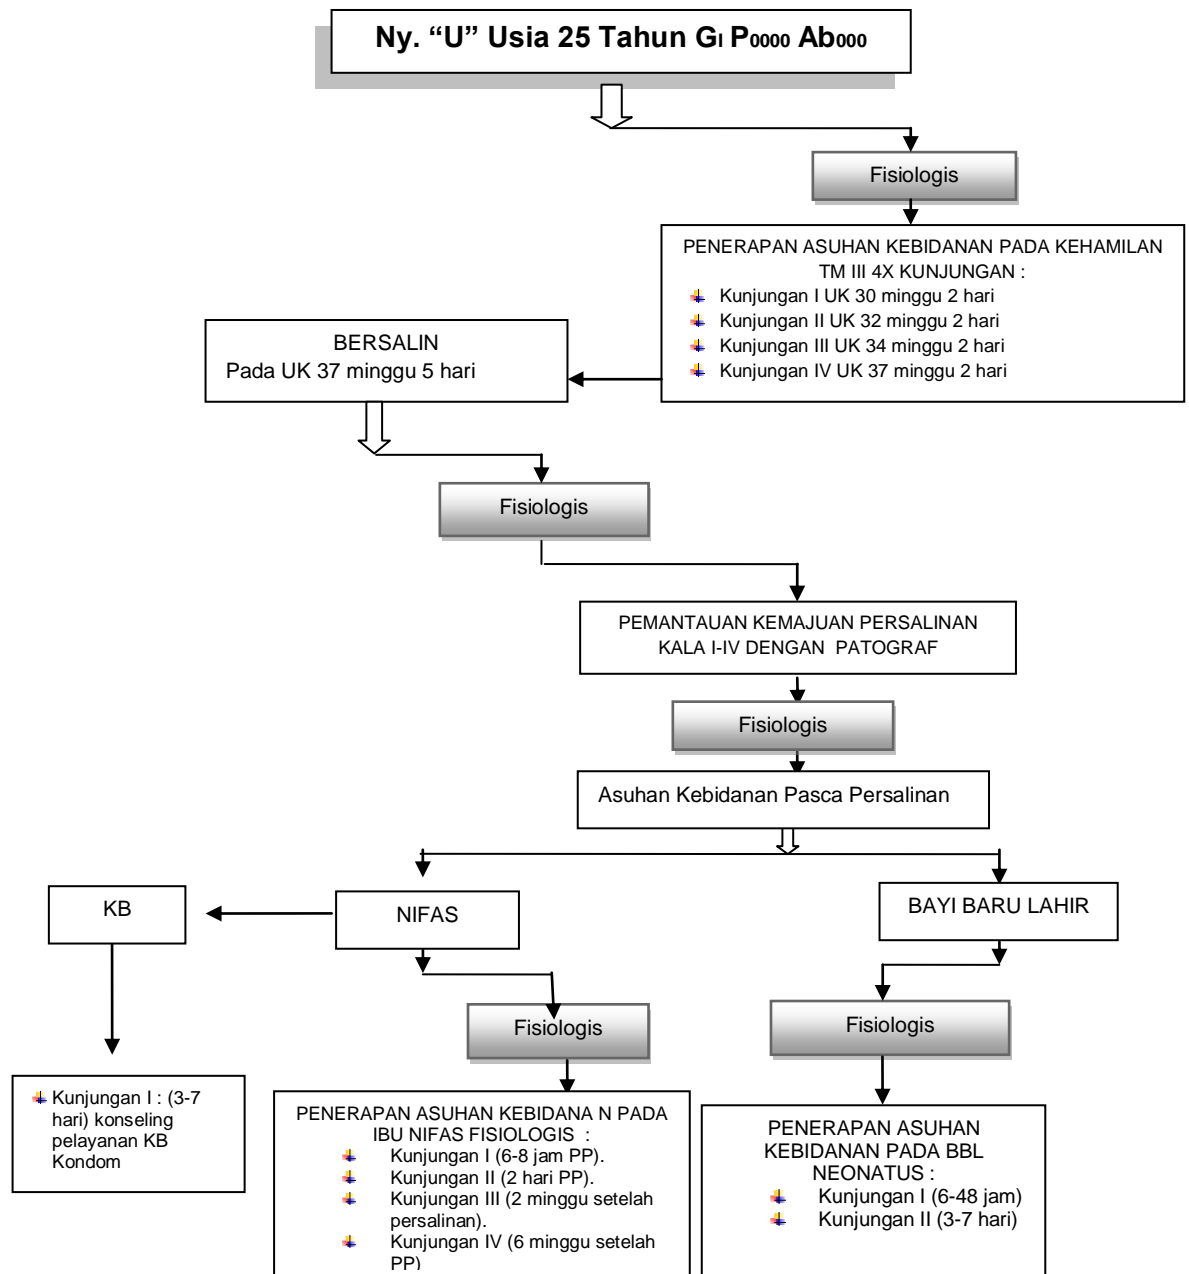 Ny. “U” Usia 25 Tahun GI P0000 Ab000
Fisiologis
PENERAPAN ASUHAN KEBIDANAN PADA KEHAMILAN
TM III 4X KUNJUNGAN :
Kunjungan I UK 30 minggu 2 hari
Kunjungan II UK 32 minggu 2 hari
Kunjungan III UK 34 minggu 2 hari
Kunjungan IV UK 37 minggu 2 hari
BERSALIN
Pada UK 37 minggu 5 hari
Fisiologis
PEMANTAUAN KEMAJUAN PERSALINAN
KALA I-IV DENGAN PATOGRAF
Fisiologis
Asuhan Kebidanan Pasca Persalinan
KB
NIFAS
BAYI BARU LAHIR
Fisiologis
Fisiologis
Kunjungan I : (3-7
hari) konseling
pelayanan KB
Kondom
PENERAPAN ASUHAN KEBIDANA N PADA
IBU NIFAS FISIOLOGIS :
Kunjungan I (6-8 jam PP).
Kunjungan II (2 hari PP).
Kunjungan III (2 minggu setelah
persalinan).
Kunjungan IV (6 minggu setelah
PP)
PENERAPAN ASUHAN
KEBIDANAN PADA BBL
NEONATUS :
Kunjungan I (6-48 jam)
Kunjungan II (3-7 hari)